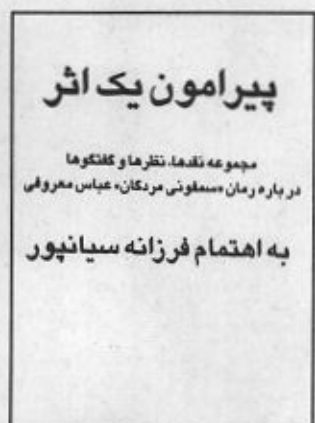 پیرامون یک اثر
مجموعه نقدها، نظرها و گفتگوها
درباره رمان «سمفونی مردگان» عباس معروفی
به اهتمام فرزانه سیانپور